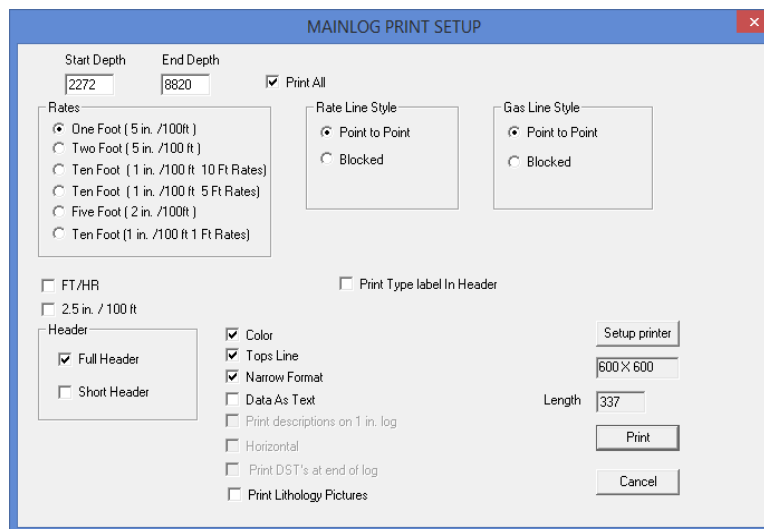 MAINLOG PRINT SETUP
x
Start Depth End Depth
2272 8820 Print All
Rates
One Foot ( 5 in. /100ft )
Two Foot ( 5 in. /100 ft )
Ten Foot ( 1 in. /100 ft 10 Ft Rates)
Ten Foot ( 1 in. /100 ft 5 Ft Rates)
Five Foot ( 2 in. /100ft )
Ten Foot (1 in. /100 ft 1 Ft Rates)
Rate Line Style
Point to Point
Blocked
Gas Line Style
Point to Point
Blocked
FT/HR
2.5 in. / 100 ft
Print Type label In Header
Header
Full Header
Short Header
Color
Tops Line
Narrow Format
Data As Text
Print descriptions on 1 in. log
Horizontal
Print DST's at end of log
Print Lithology Pictures
Setup printer
600 X 600
Length 337
Print
Cancel